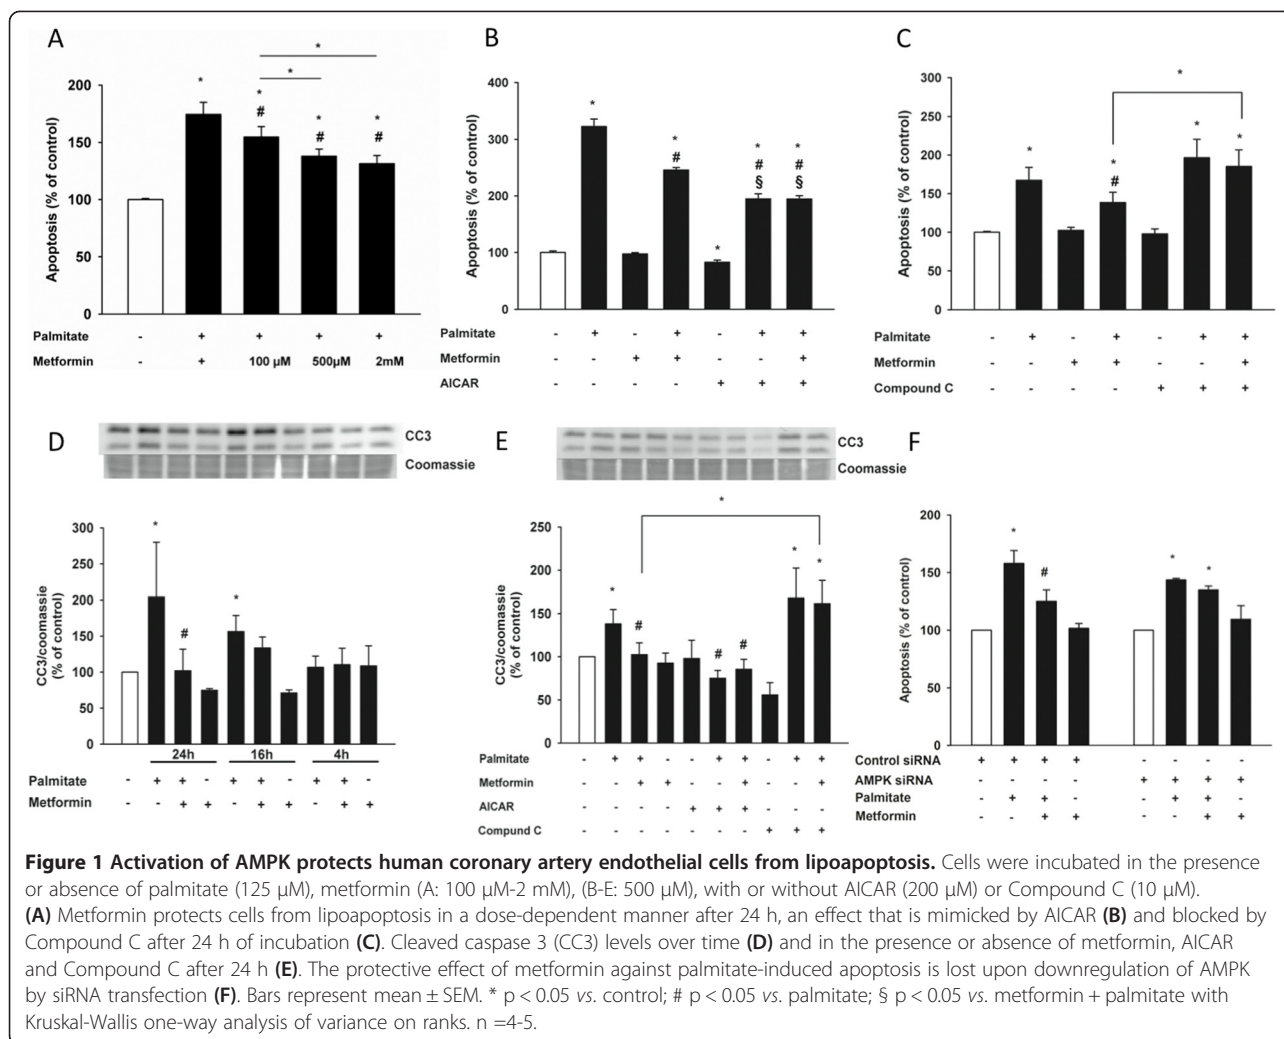 A
*
*
*
*
#
*
#
*
#
Apoptosis (% of control)
200
150
100
50
0
Palmitate - + + + +
Metformin - + 100 µM 500µM 2mM
B
*
*
#
*
*
#
§
*
#
§
Apoptosis (% of control)
400
300
200
100
0
Palmitate - + - + - + +
Metformin - - + + - - +
AICAR - - - - + + +
C
*
*
*
#
*
*
Apoptosis (% of control)
300
250
200
150
100
50
0
Palmitate - + - + - + +
Metformin - - + + - - +
Compound C - - - - + + +
D
CC3
Coomassie
*
#
*
CC3/coomassie
(% of control)
300
250
200
150
100
50
0
24h 16h 4h
Palmitate - + + - + + - + + -
Metformin - - + + - + + - + +
E
CC3
Coomassie
*
*
#
#
#
*
*
CC3/coomassie
(% of control)
250
200
150
100
50
0
Palmitate - + + - - + + - + +
Metformin - - + + - - + - - +
AICAR - - - - + + + - - -
Compund C - - - - - - - + + +
F
*
#
*
*
Apoptosis (% of control)
200
150
100
50
0
Control siRNA + + + + - - - -
AMPK siRNA - - - - + + + +
Palmitate - + + - - + + -
Metformin - - + + - - + +
Figure 1 Activation of AMPK protects human coronary artery endothelial cells from lipoapoptosis. Cells were incubated in the presence
or absence of palmitate (125 µM), metformin (A: 100 µM-2 mM), (B-E: 500 µM), with or without AICAR (200 µM) or Compound C (10 µM).
(A) Metformin protects cells from lipoapoptosis in a dose-dependent manner after 24 h, an effect that is mimicked by AICAR (B) and blocked by
Compound C after 24 h of incubation (C). Cleaved caspase 3 (CC3) levels over time (D) and in the presence or absence of metformin, AICAR
and Compound C after 24 h (E). The protective effect of metformin against palmitate-induced apoptosis is lost upon downregulation of AMPK
by siRNA transfection (F). Bars represent mean ± SEM. * p < 0.05 vs. control; # p < 0.05 vs. palmitate; § p < 0.05 vs. metformin + palmitate with
Kruskal-Wallis one-way analysis of variance on ranks. n =4-5.